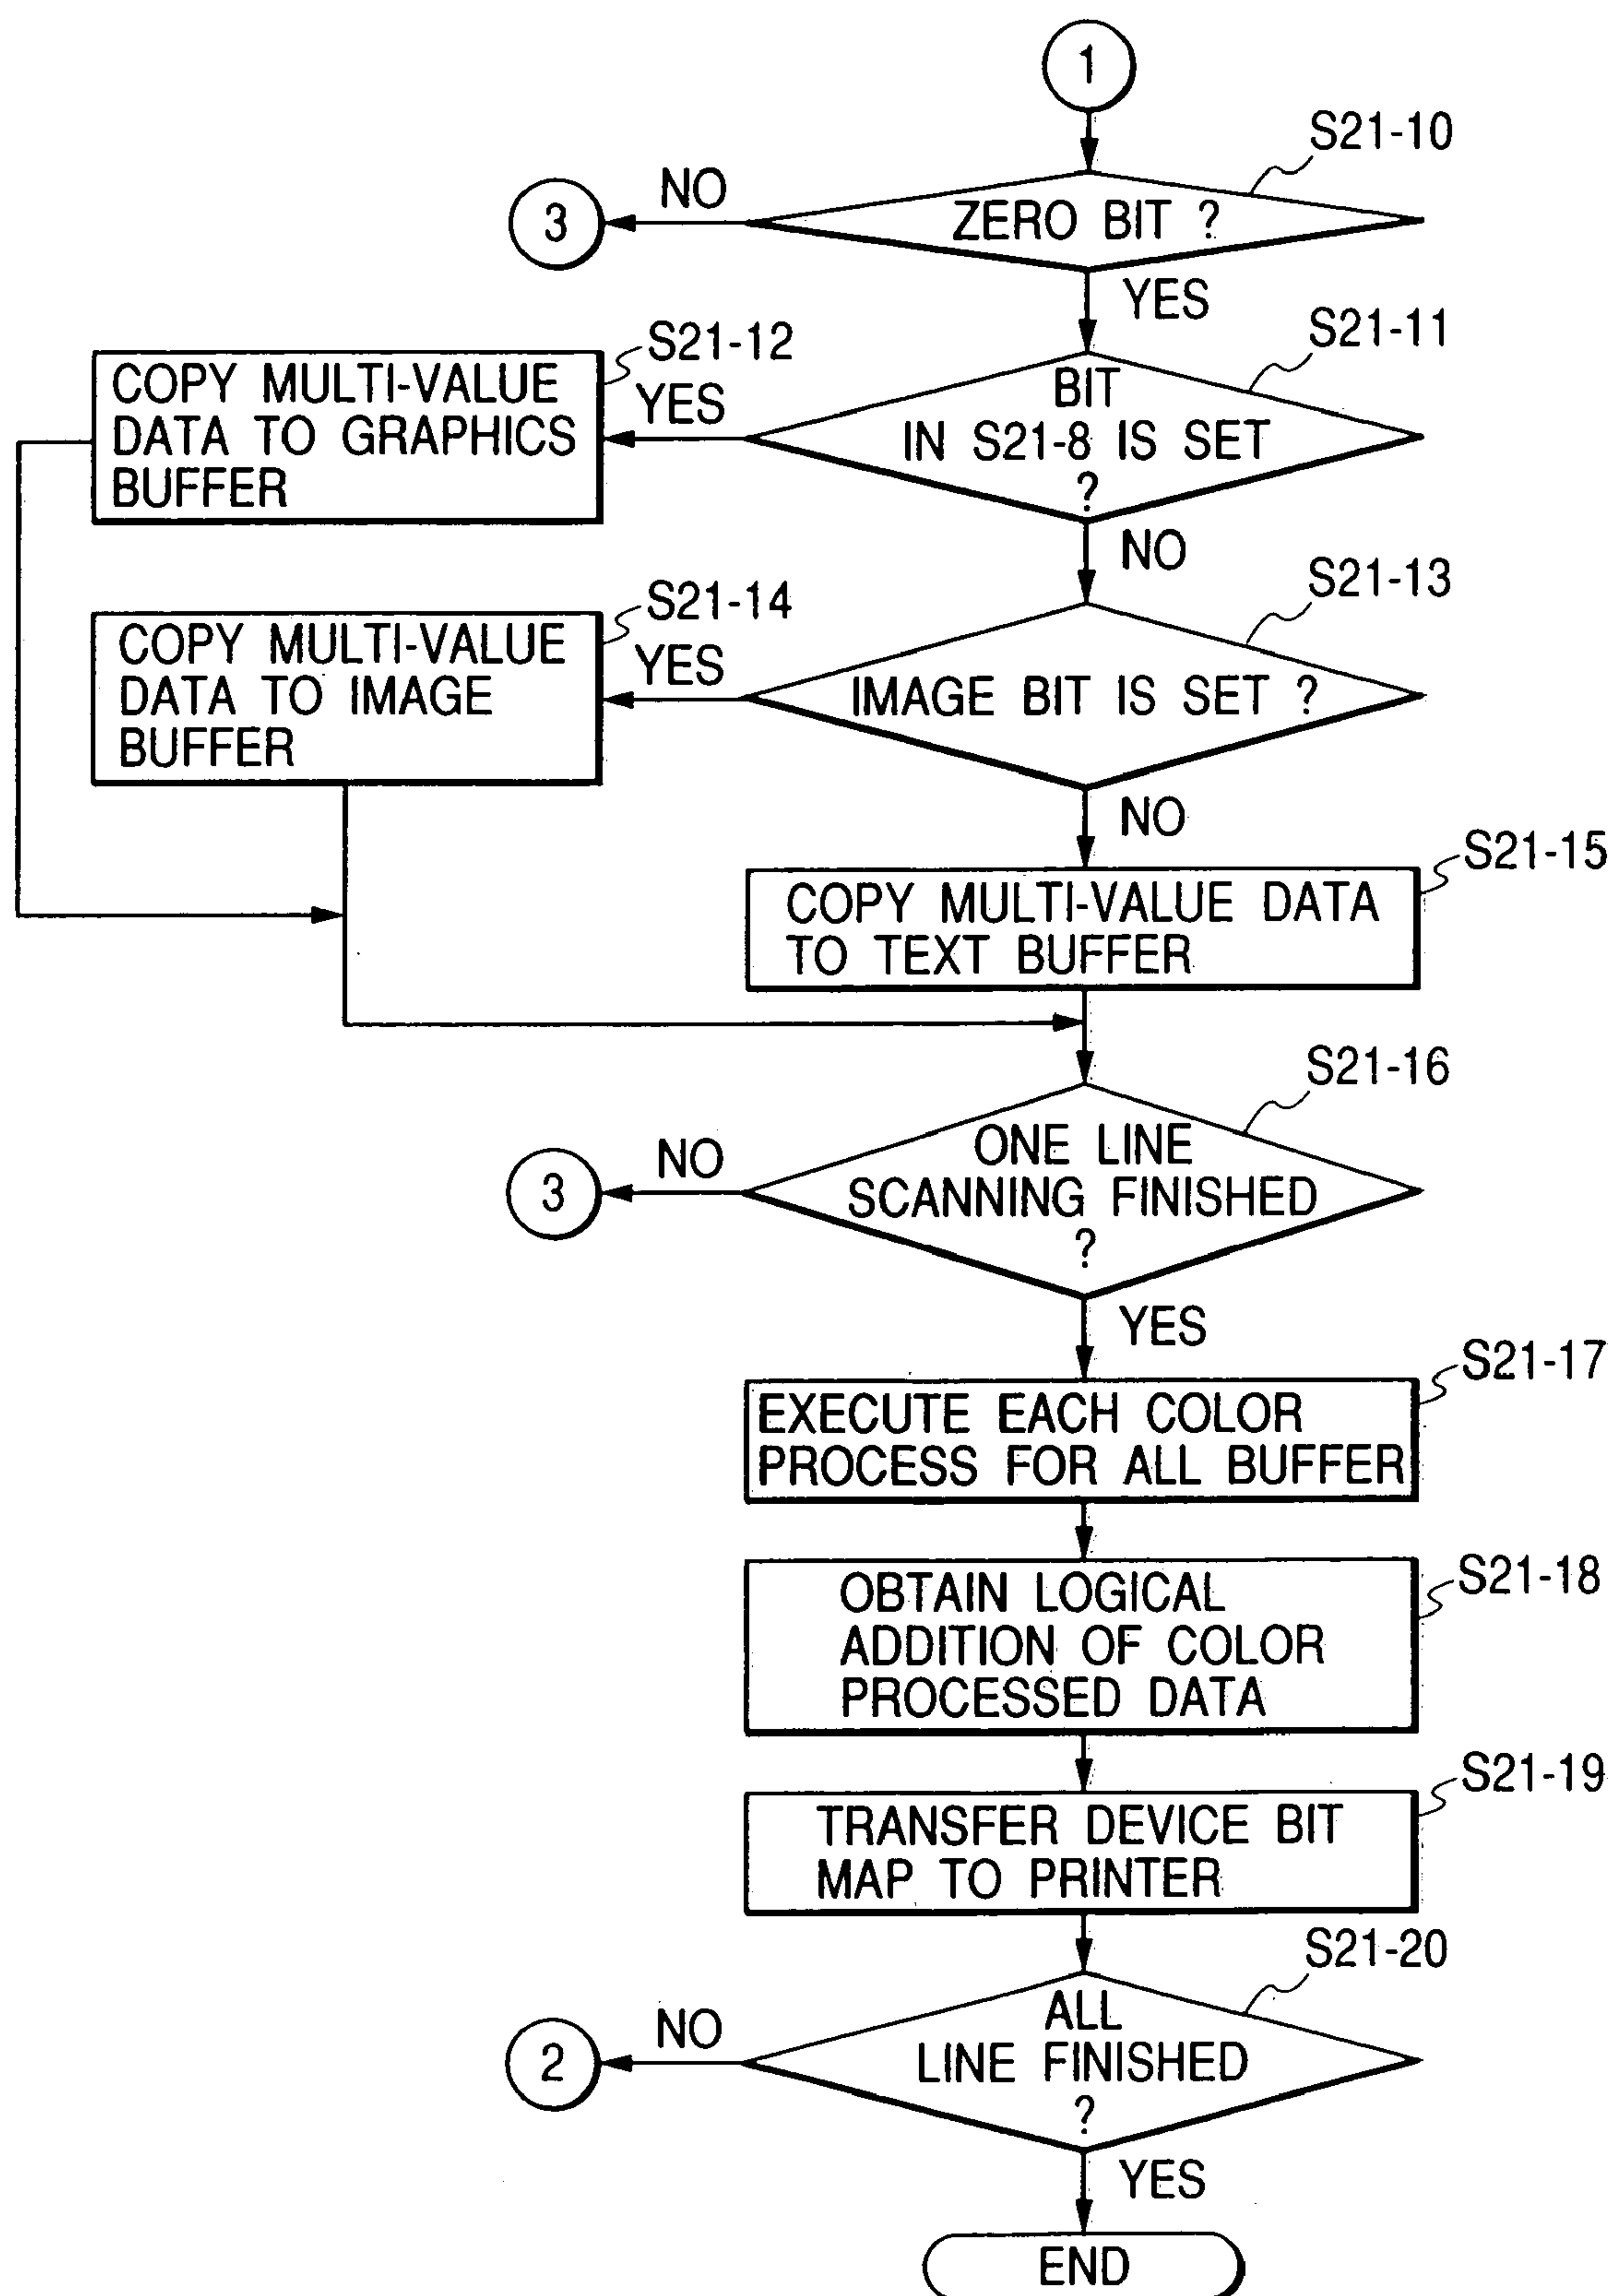 1
S21-10
NO
3
ZERO BIT ?
YES
S21-11
S21-12
COPY MULTI-VALUE
DATA TO GRAPHICS
BUFFER
YES
BIT
IN S21-8 IS SET
?
NO
S21-13
S21-14
COPY MULTI-VALUE
DATA TO IMAGE
BUFFER
YES
IMAGE BIT IS SET ?
NO
S21-15
COPY MULTI-VALUE DATA
TO TEXT BUFFER
S21-16
NO
3
ONE LINE
SCANNING FINISHED
?
YES
S21-17
EXECUTE EACH COLOR
PROCESS FOR ALL BUFFER
S21-18
OBTAIN LOGICAL
ADDITION OF COLOR
PROCESSED DATA
S21-19
TRANSFER DEVICE BIT
MAP TO PRINTER
S21-20
NO
2
ALL
LINE FINISHED
?
YES
END